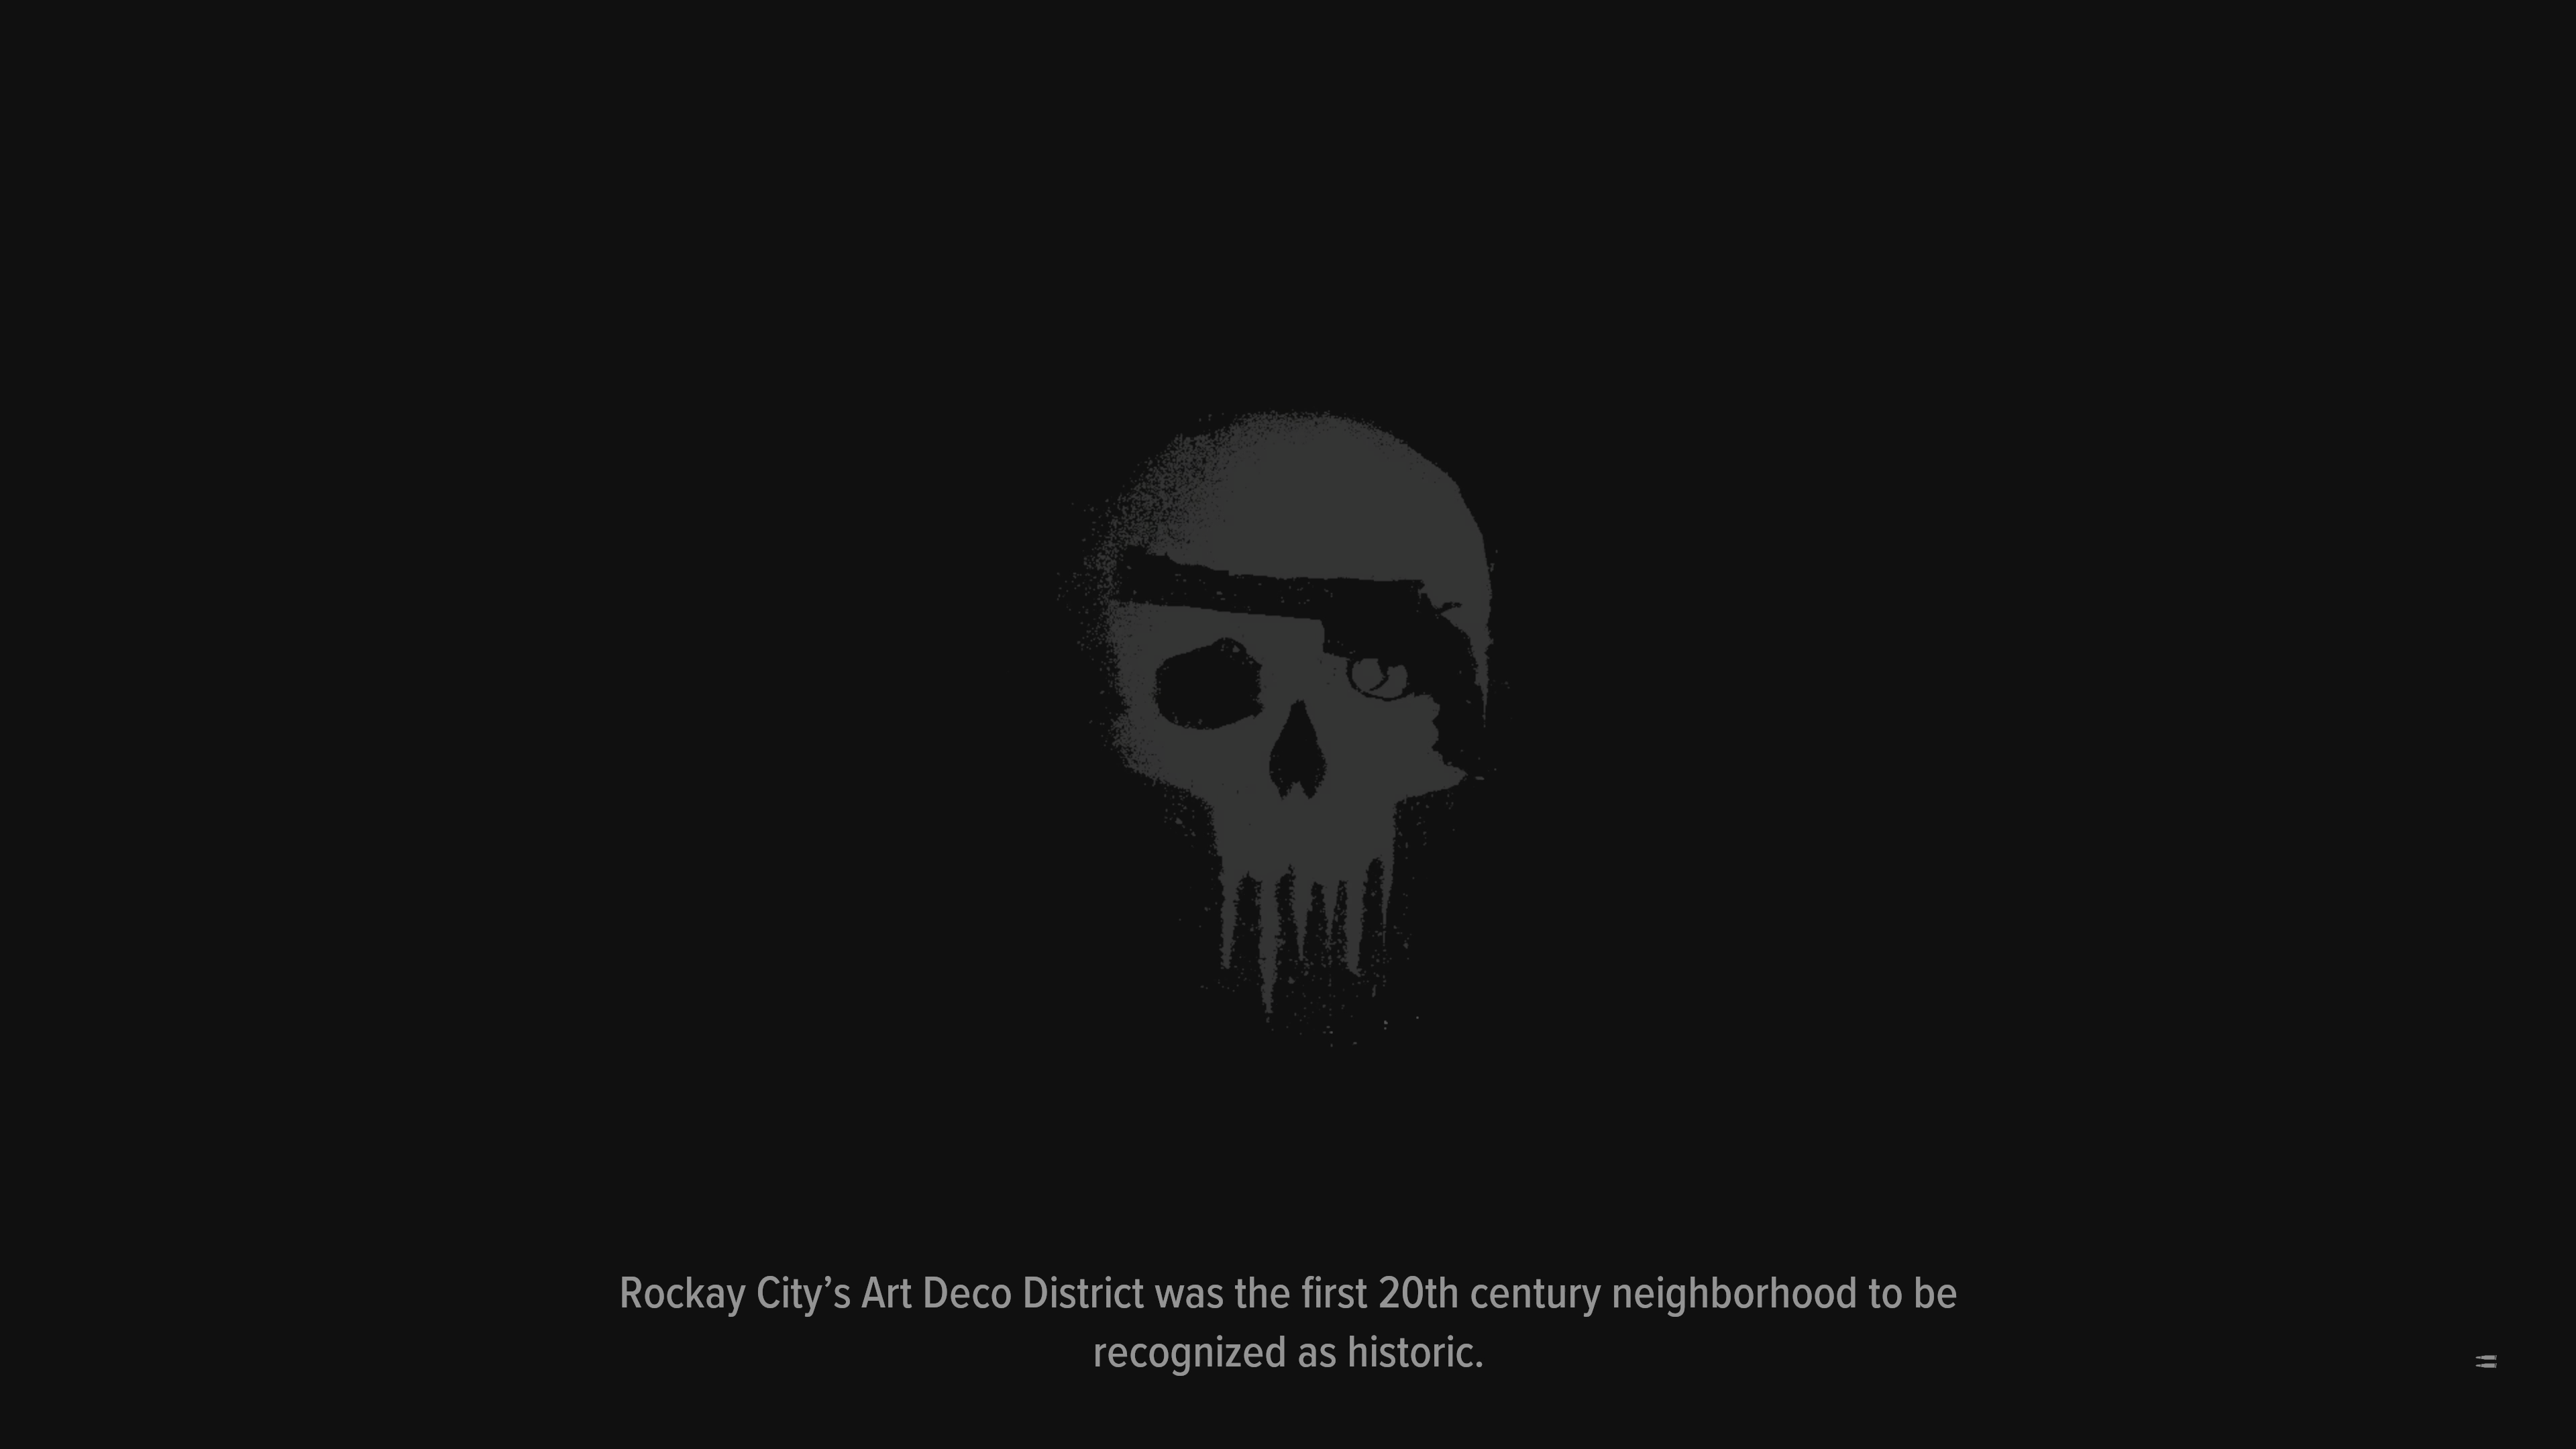 Rockay City’s Art Deco District was the first 20th century neighborhood to be
recognized as historic.